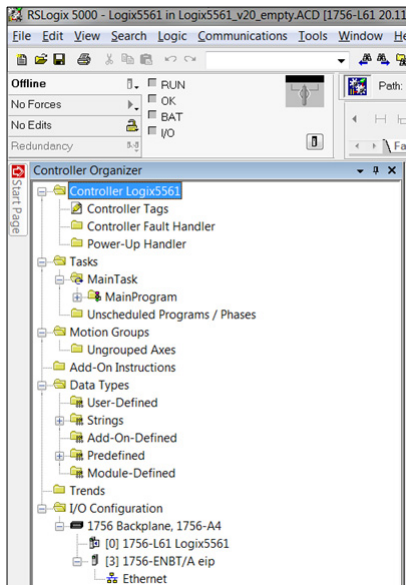 RSLogix 5000 - Logix5561 in Logix5561_v20_empty.ACD [1756-L61 20.11
File Edit View Search Logic Communications Tools Window He
Offline
RUN
No Forces
OK
BAT
No Edits
I/O
Redundancy
Path:
Fa
Start Page
Controller Organizer
Controller Logix5561
Controller Tags
Controller Fault Handler
Power-Up Handler
Tasks
MainTask
MainProgram
Unscheduled Programs / Phases
Motion Groups
Ungrouped Axes
Add-On Instructions
Data Types
User-Defined
Strings
Add-On-Defined
Predefined
Module-Defined
Trends
I/O Configuration
1756 Backplane, 1756-A4
[0] 1756-L61 Logix5561
[3] 1756-ENBT/A eip
Ethernet